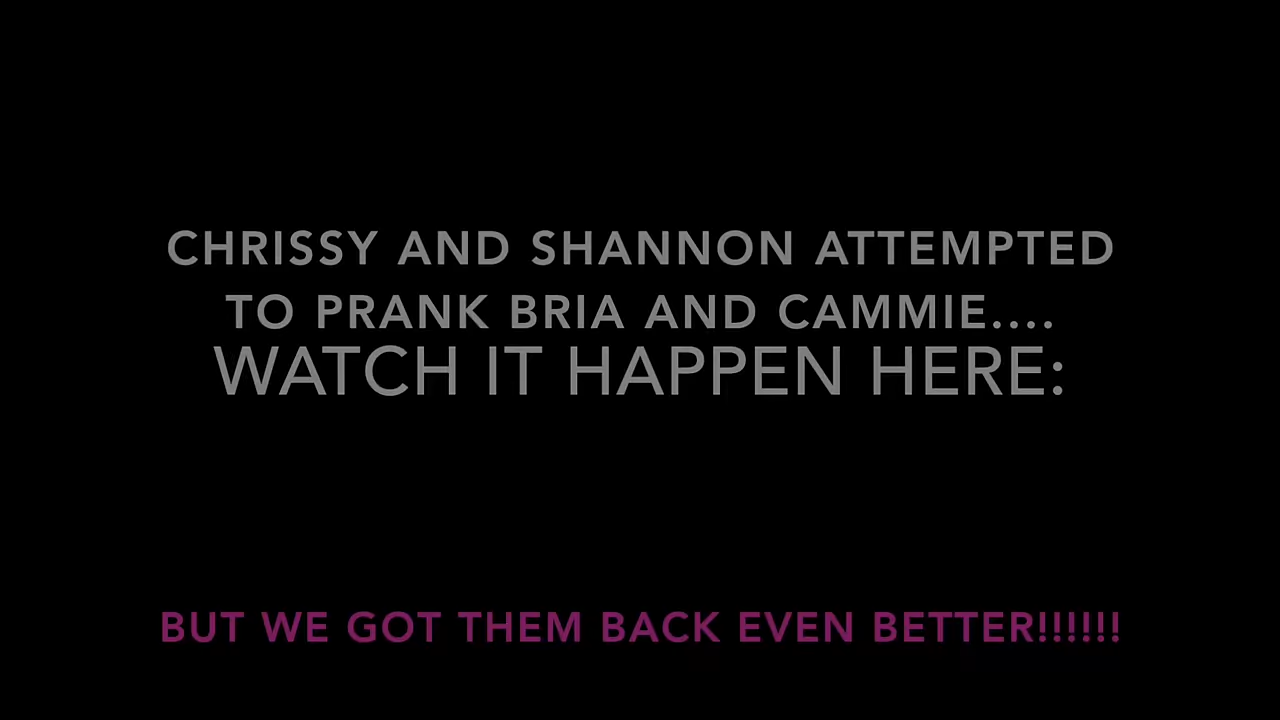 CHRISSY AND SHANNON ATTEMPTED
TO PRANK BRIA AND CAMMIE....
WATCH IT HAPPEN HERE:
BUT WE GOT THEM BACK EVEN BETTER!!!!!!